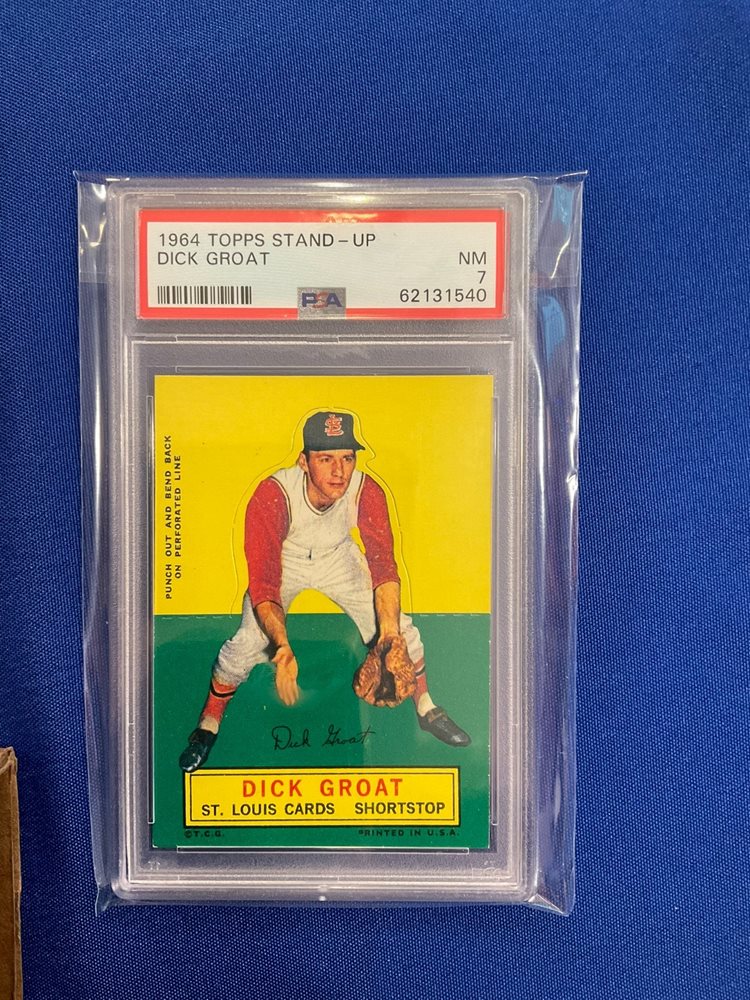 1964 TOPPS STAND-UP
DICK GROAT
NM
7
PSA
62131540
PUNCH OUT AND BEND BACK
ON PERFORATED LINE
StL
Dick Groat
DICK GROAT
ST. LOUIS CARDS SHORTSTOP
©T.C.G.
PRINTED IN U.S.A.